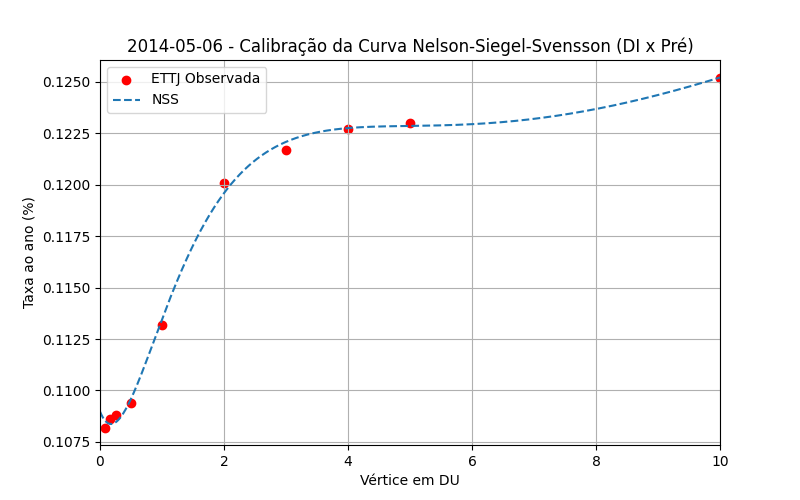 2014-05-06 - Calibração da Curva Nelson-Siegel-Svensson (DI x Pré)
ETTJ Observada
NSS
Taxa ao ano (%)
0.1250
0.1225
0.1200
0.1175
0.1150
0.1125
0.1100
0.1075
0 2 4 6 8 10
Vértice em DU